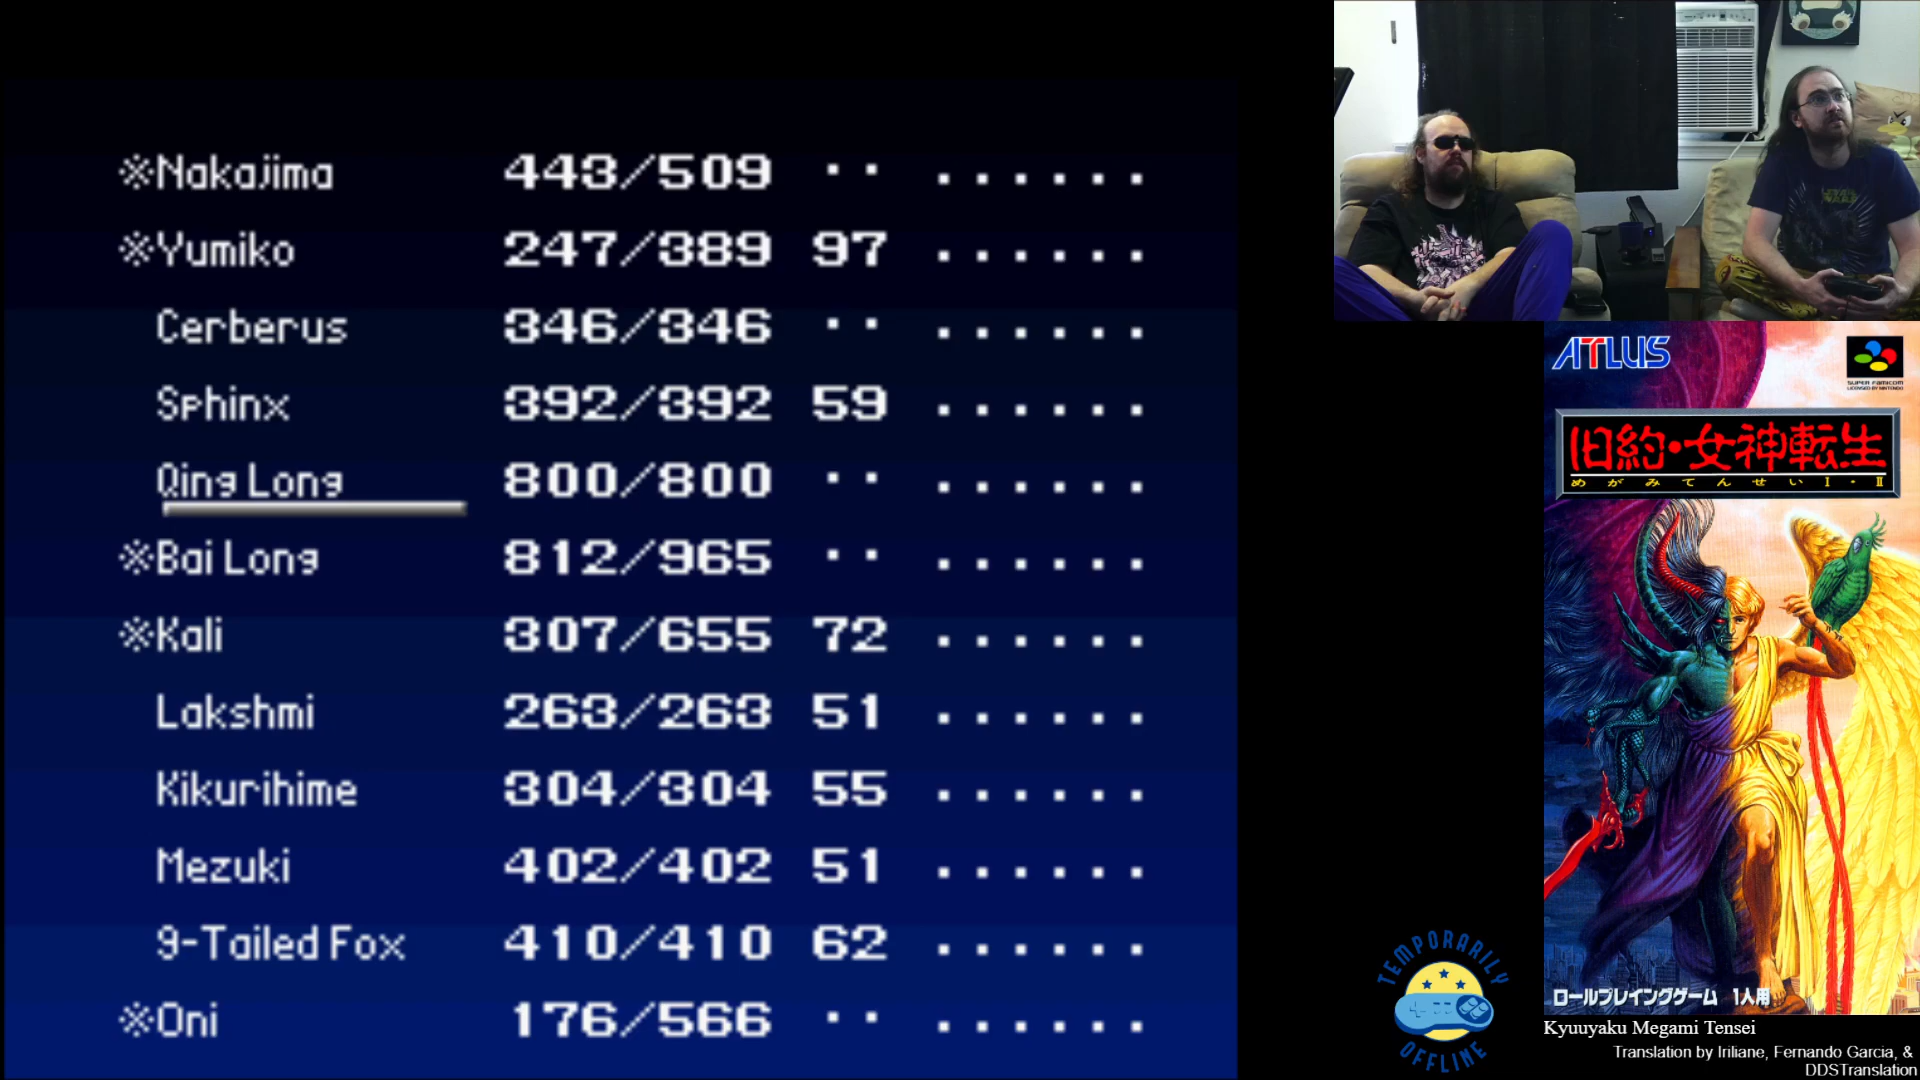 ※Nakajima 443/509 ·· ......
※Yumiko 247/389 97 ......
Cerberus 346/346 ·· ......
Sphinx 392/392 59 ......
Qing Long 800/800 ·· ......
※Bai Long 812/965 ·· ......
※Kali 307/655 72 ......
Lakshmi 263/263 51 ......
Kikurihime 304/304 55 ......
Mezuki 402/402 51 ......
9-Tailed Fox 410/410 62 ......
※Oni 176/566 ·· ......
ATLUS
SUPER FAMICOM
旧約・女神転生
めがみてんせいI・II
ロールプレイングゲーム 1人用
TEMPORARILY
OFFLINE
Kyuuyaku Megami Tensei
Translation by Iriliane, Fernando Garcia, &
DDSTranslation